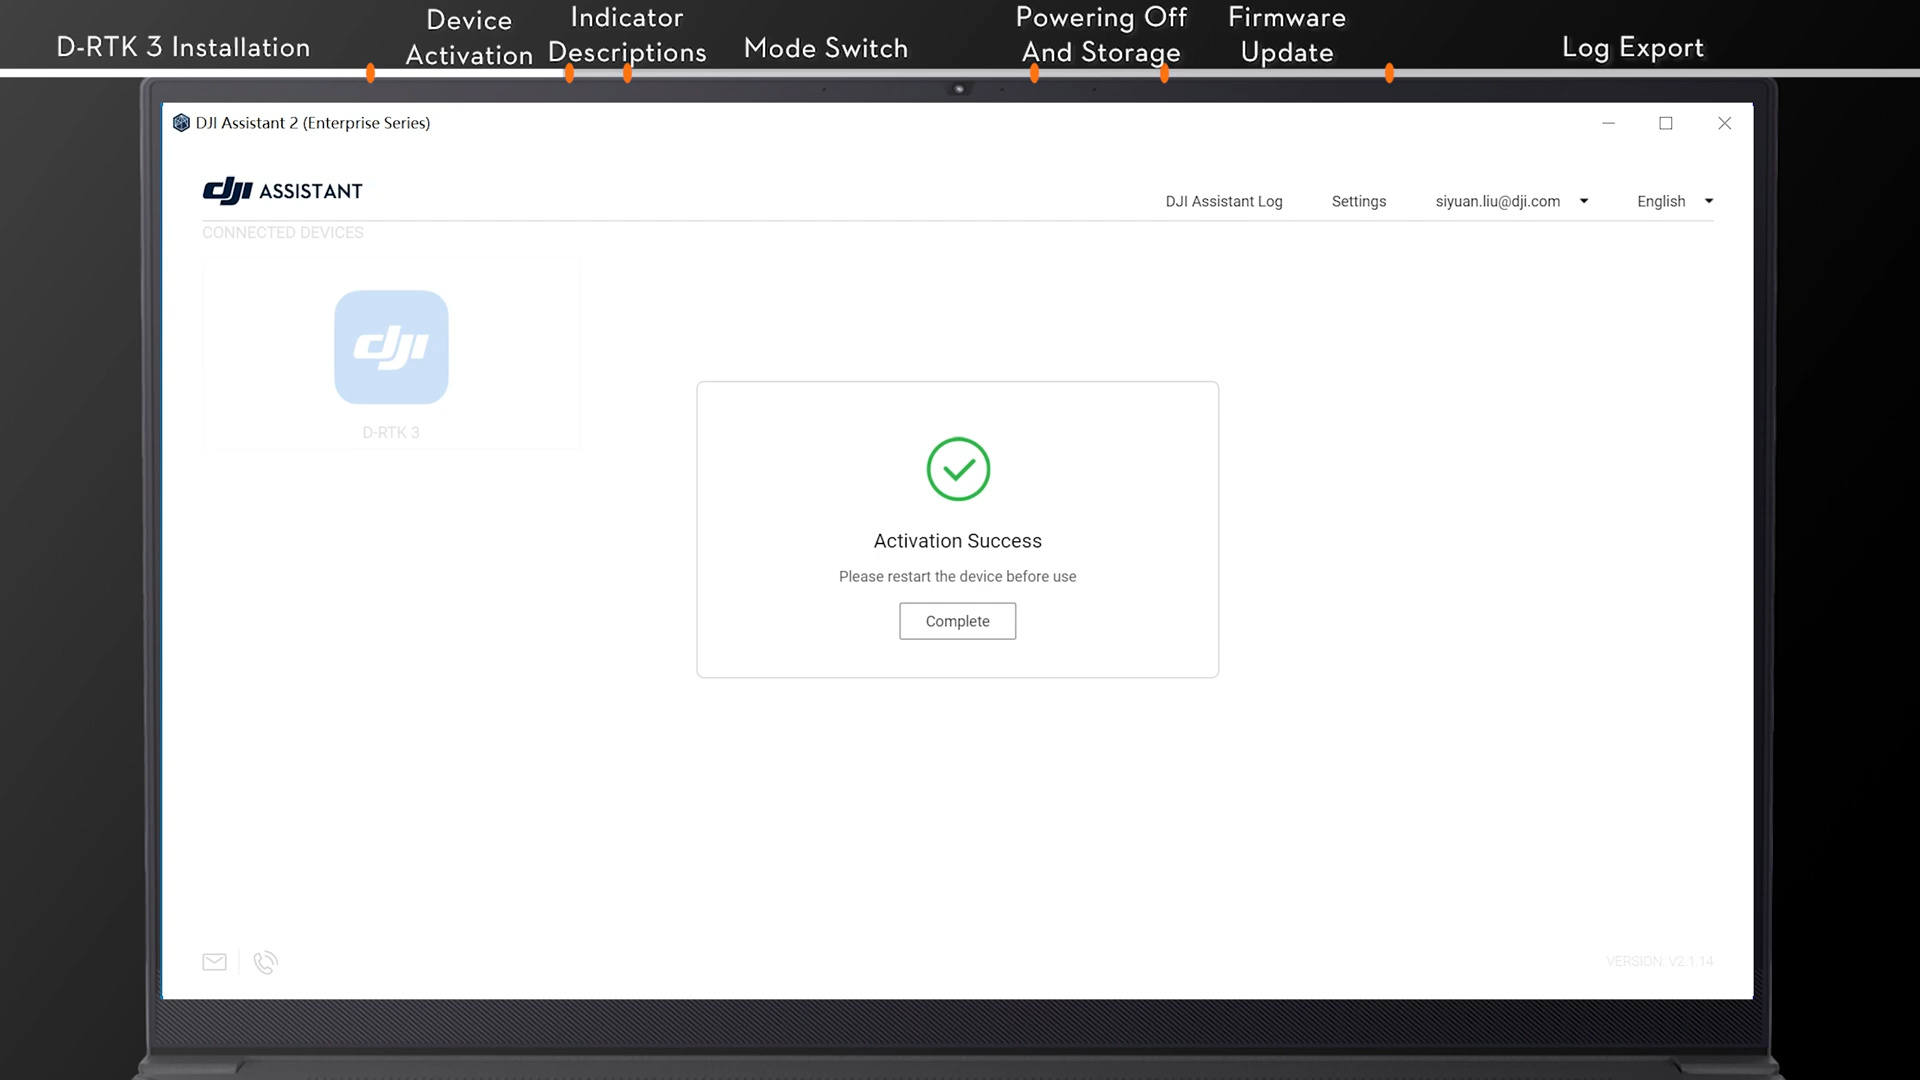 D-RTK 3 Installation
Device
Activation
Indicator
Descriptions
Mode Switch
Powering Off
And Storage
Firmware
Update
Log Export
DJI Assistant 2 (Enterprise Series)
dji ASSISTANT
DJI Assistant Log
Settings
siyuan.liu@dji.com
English
CONNECTED DEVICES
dji
D-RTK 3
Activation Success
Please restart the device before use
Complete
VERSION: V2.1.14